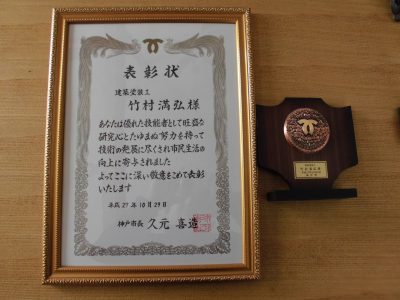 表彰状
建築塗装工
竹村満弘様
あなたは優れた技能者として旺盛な
研究心とたゆまぬ努力を持って
技術の発展に尽くされ市民生活の
向上に寄与されました
よってここに深い敬意をこめて表彰
いたします
平成27年10月29日
神戸市長 久元喜造